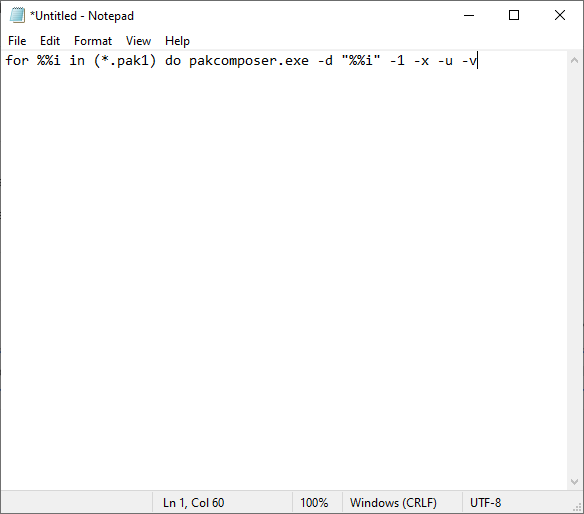 *Untitled - Notepad
File Edit Format View Help
for %%i in (*.pak1) do pakcomposer.exe -d "%%i" -1 -x -u -v
Ln 1, Col 60 100% Windows (CRLF) UTF-8